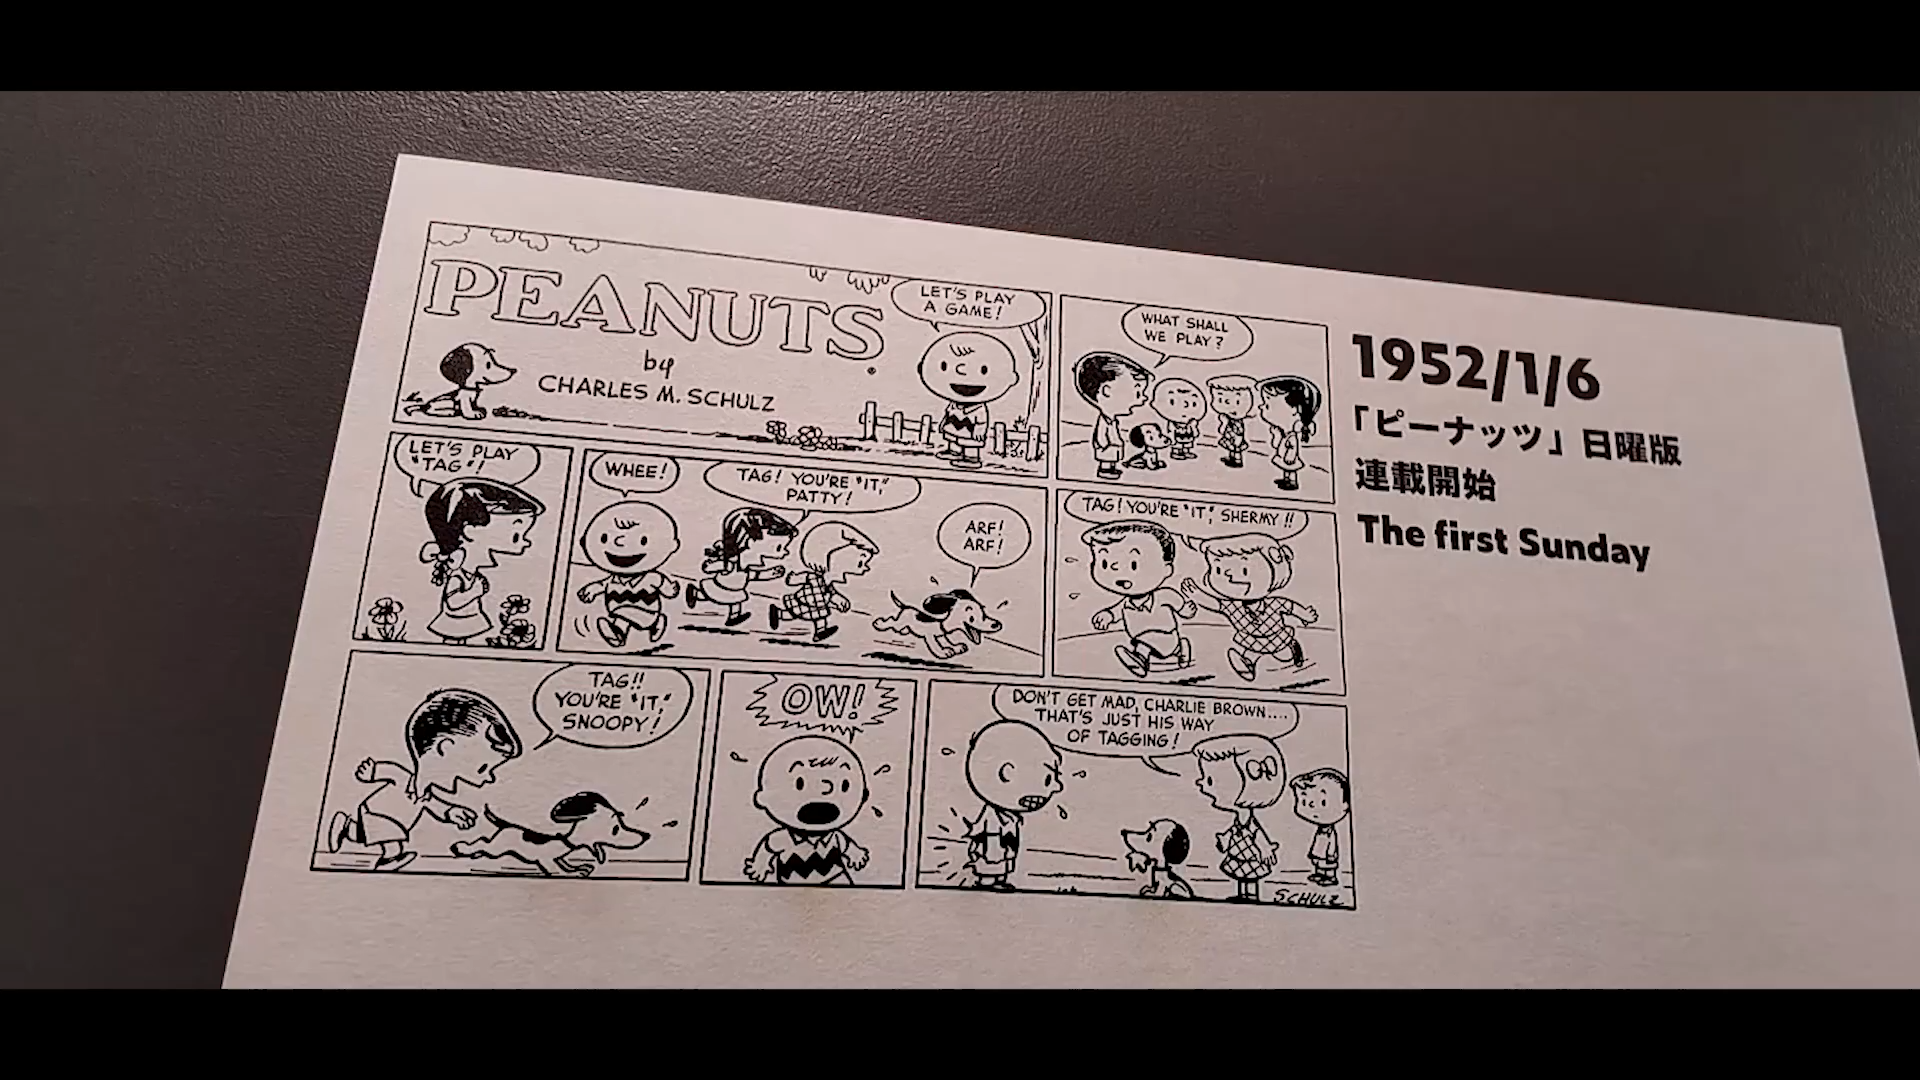 PEANUTS
by
CHARLES M. SCHULZ
LET'S PLAY
A GAME!
WHAT SHALL
WE PLAY?
LET'S PLAY
"TAG"!
WHEE!
TAG! YOU'RE "IT,"
PATTY!
ARF!
ARF!
TAG! YOU'RE "IT", SHERMY!!
TAG!!
YOU'RE "IT,"
SNOOPY!
OW!
DON'T GET MAD, CHARLIE BROWN....
THAT'S JUST HIS WAY
OF TAGGING!
SCHULZ
1952/1/6
「ピーナッツ」日曜版
連載開始
The first Sunday